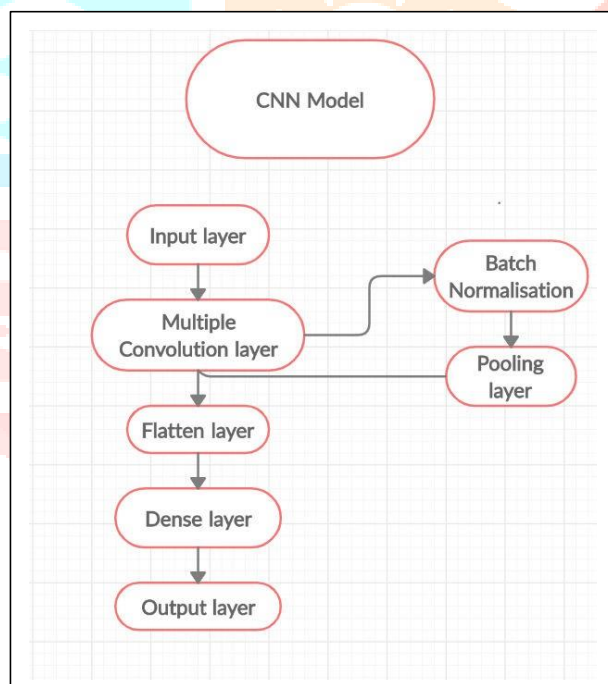 CNN Model
Input layer
Multiple
Convolution layer
Batch
Normalisation
Pooling
layer
Flatten layer
Dense layer
Output layer